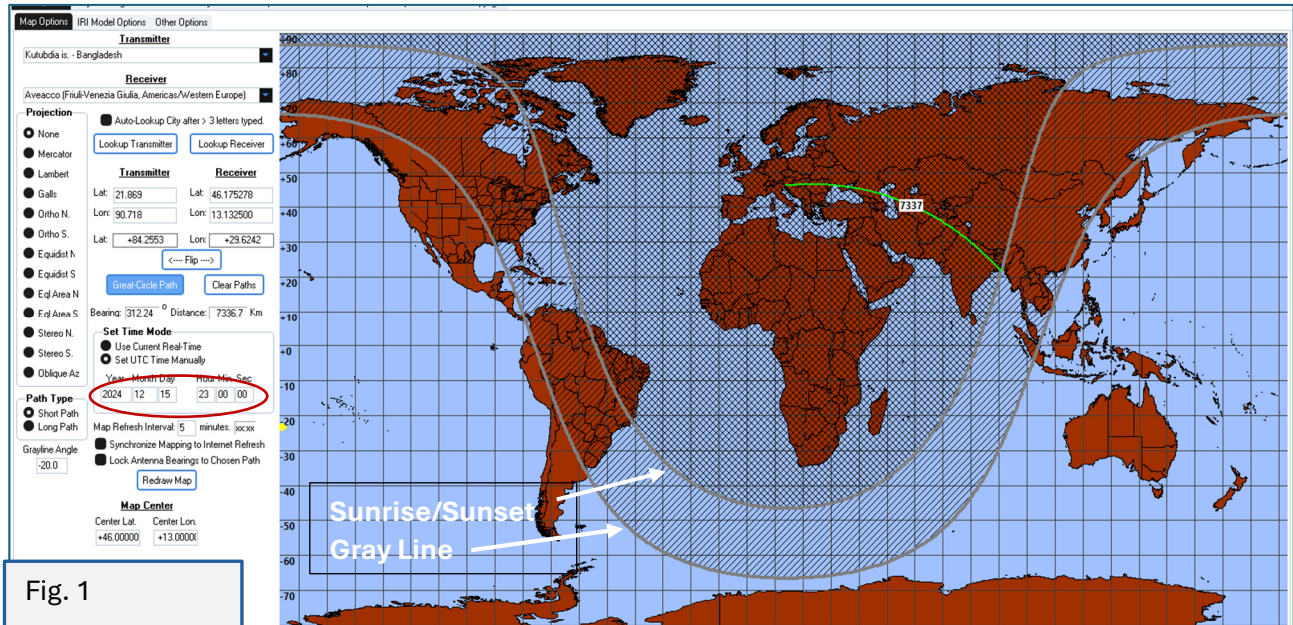 Map Options IRI Model Options Other Options
Transmitter
Kutubdia is. - Bangladesh
Receiver
Aveacco (Friuli-Venezia Giulia, Americas/Western Europe)
Projection
None
Mercator
Lambert
Galls
Ortho N.
Ortho S.
Equidist N
Equidist S
Eql Area N
Eql Area S
Stereo N.
Stereo S.
Oblique Az
Path Type
Short Path
Long Path
Grayline Angle
-20.0
Auto-Lookup City after > 3 letters typed.
Lookup Transmitter Lookup Receiver
Transmitter Receiver
Lat: 21.869 Lat: 46.175278
Lon: 90.718 Lon: 13.132500
Lat: +84.2553 Lon: +29.6242
<---- Flip ---->
Great-Circle Path Clear Paths
Bearing: 312.24 ° Distance: 7336.7 Km
Set Time Mode
Use Current Real-Time
Set UTC Time Manually
Year Month Day Hour Min Sec
2024 12 15 23 00 00
Map Refresh Interval: 5 minutes. xx:xx
Synchronize Mapping to Internet Refresh
Lock Antenna Bearings to Chosen Path
Redraw Map
Map Center
Center Lat. Center Lon.
+46.00000 +13.0000
+90
+80
+60
+50
+40
+30
+20
+10
+0
-10
-20
-30
-40
-50
-60
-70
7337
Sunrise/Sunset
Gray Line
Fig. 1